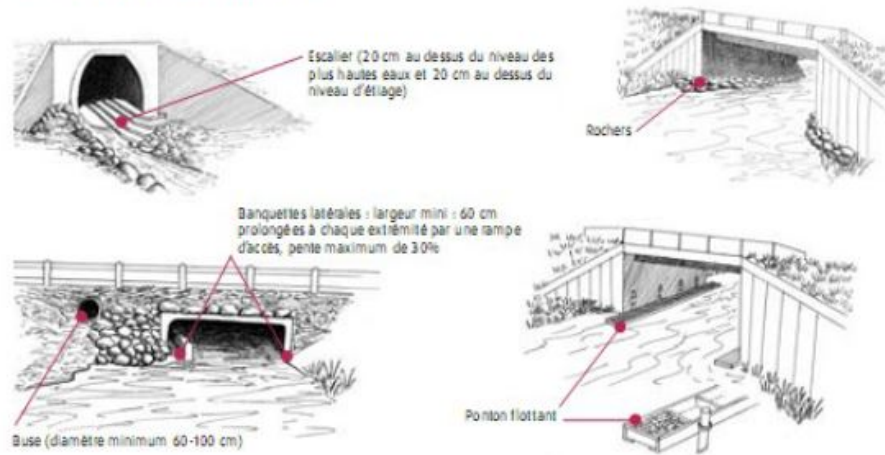 Escalier (20 cm au dessus du niveau des
plus hautes eaux et 20 cm au dessus du
niveau d'étiage)
Rochers
Banquettes latérales : largeur mini : 60 cm
prolongées à chaque extrémité par une rampe
d'accès, pente maximum de 30%
Buse (diamètre minimum 60-100 cm)
Ponton flottant